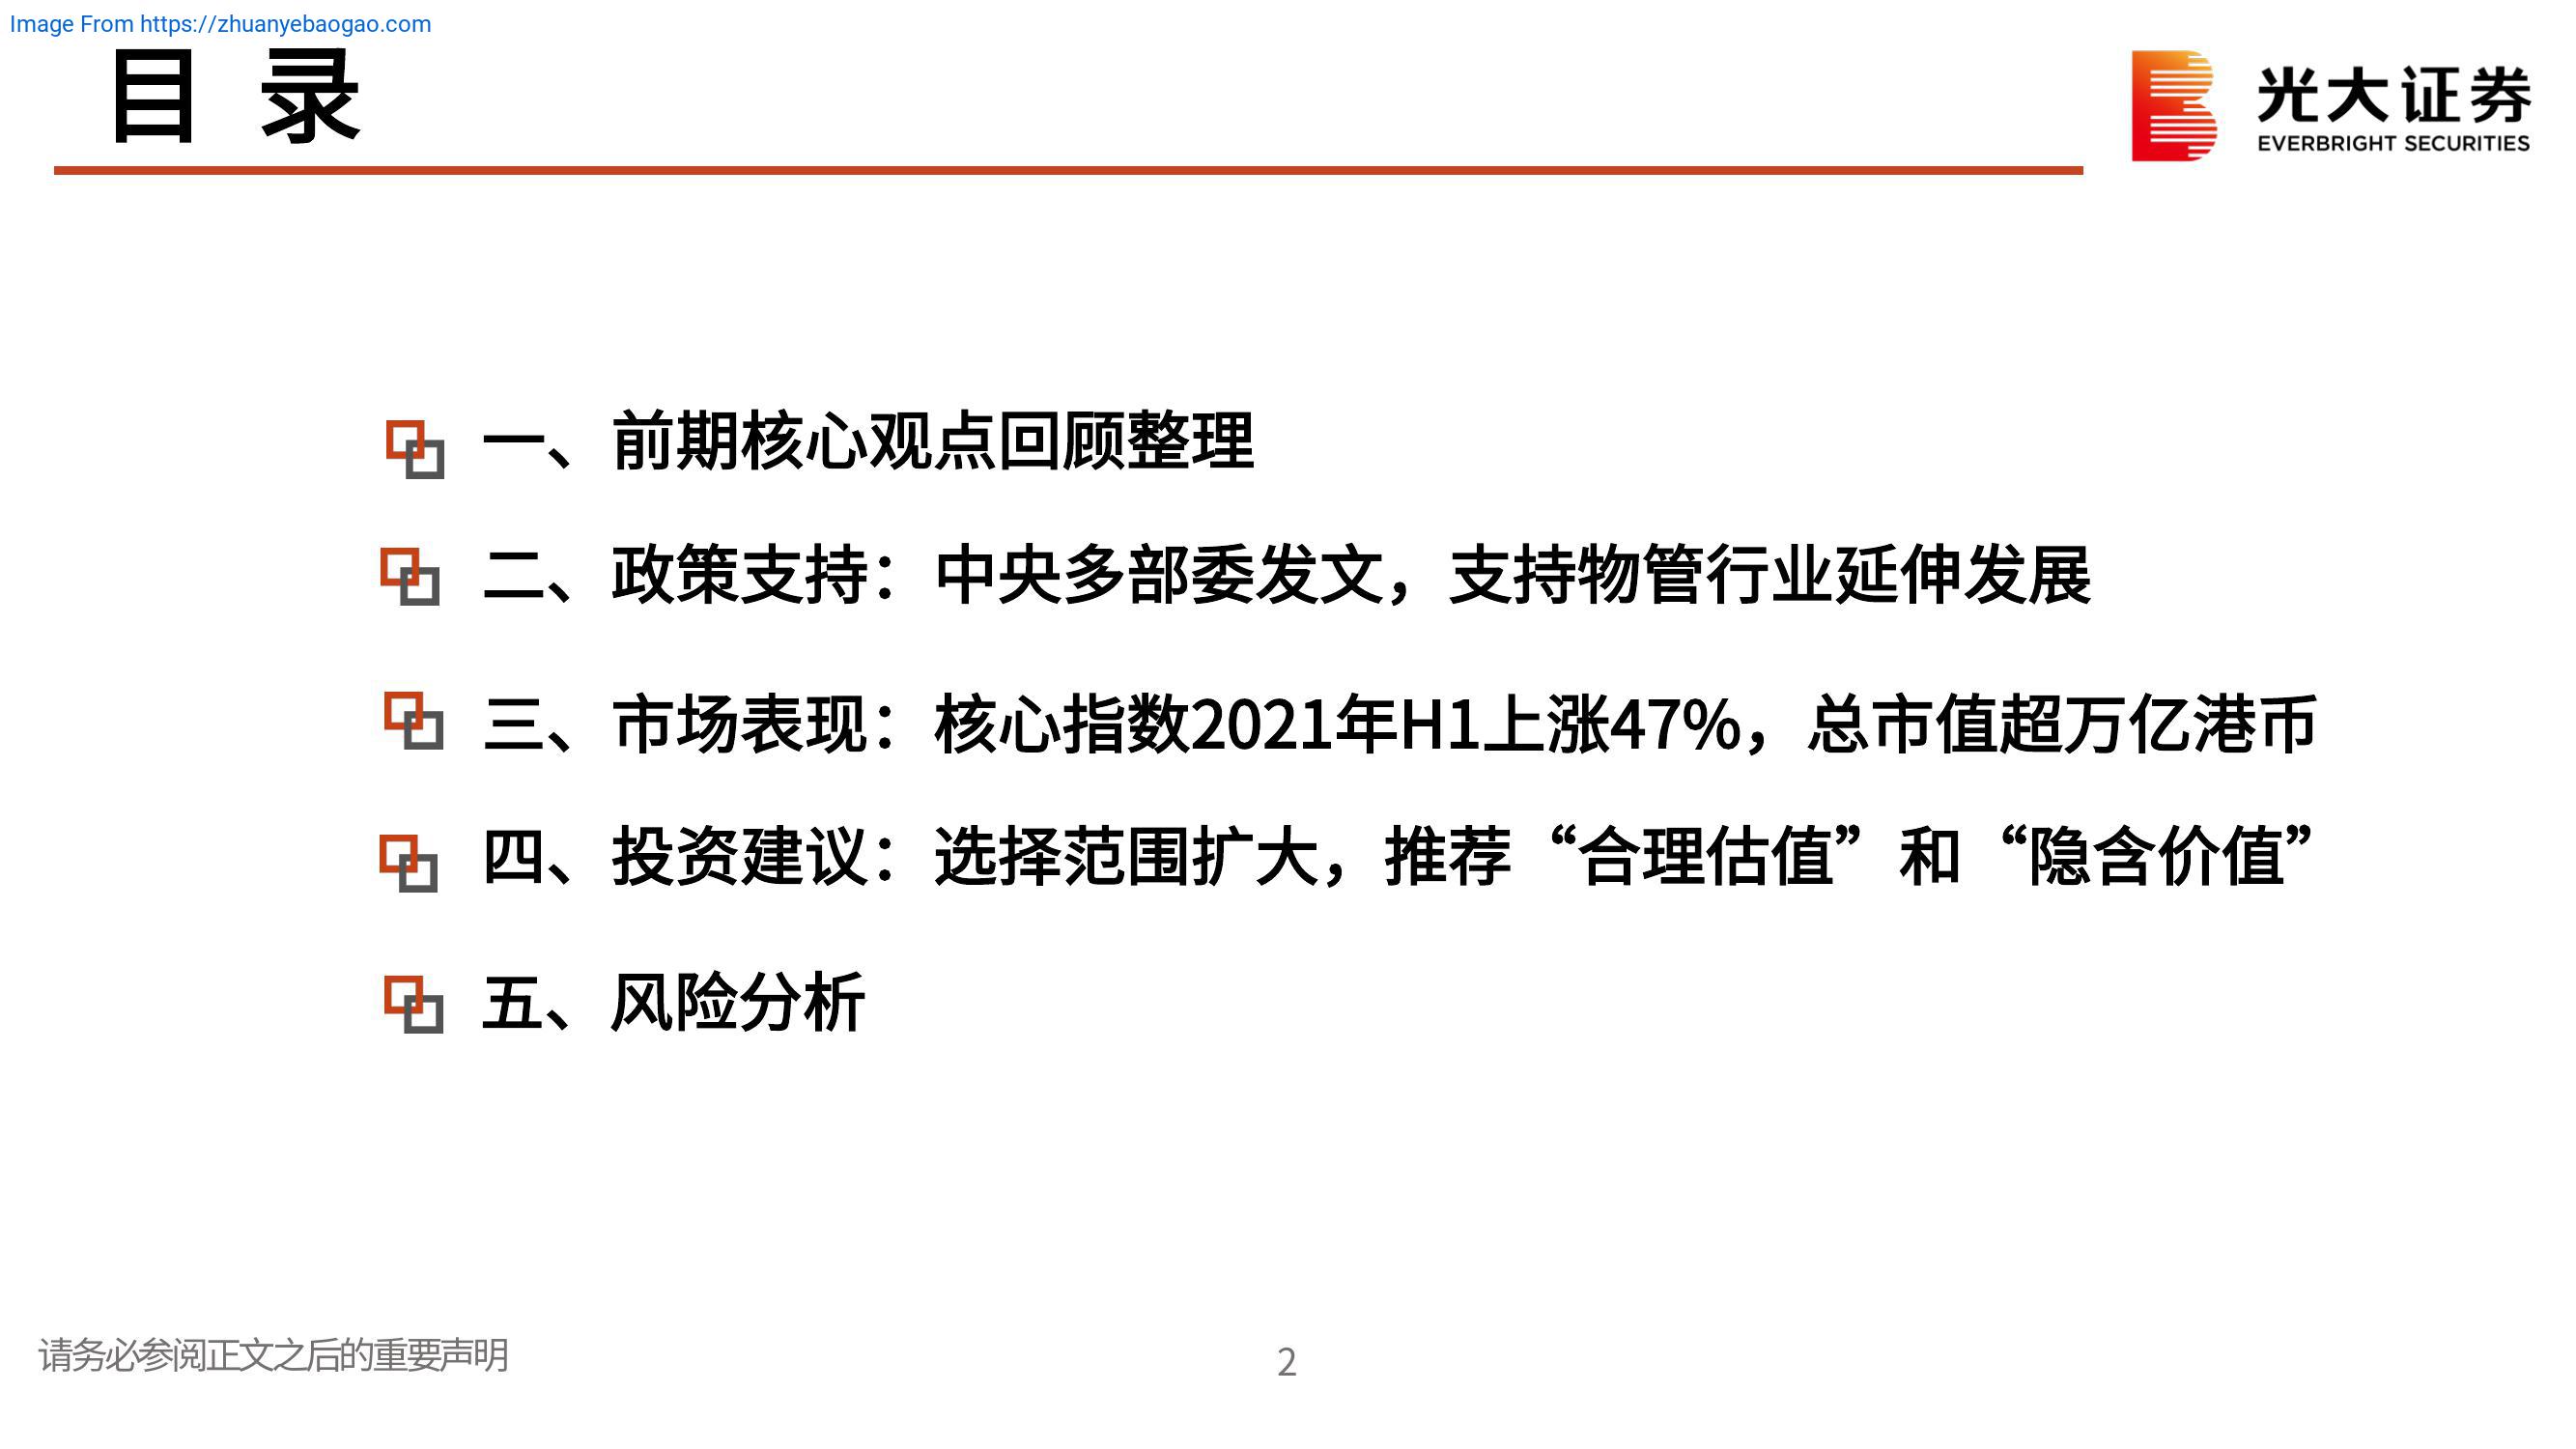 Image From https://zhuanyebaogao.com
目 录
光大证券
EVERBRIGHT SECURITIES
一、前期核心观点回顾整理
二、政策支持：中央多部委发文，支持物管行业延伸发展
三、市场表现：核心指数2021年H1上涨47%，总市值超万亿港币
四、投资建议：选择范围扩大，推荐“合理估值”和“隐含价值”
五、风险分析
请务必参阅正文之后的重要声明
2